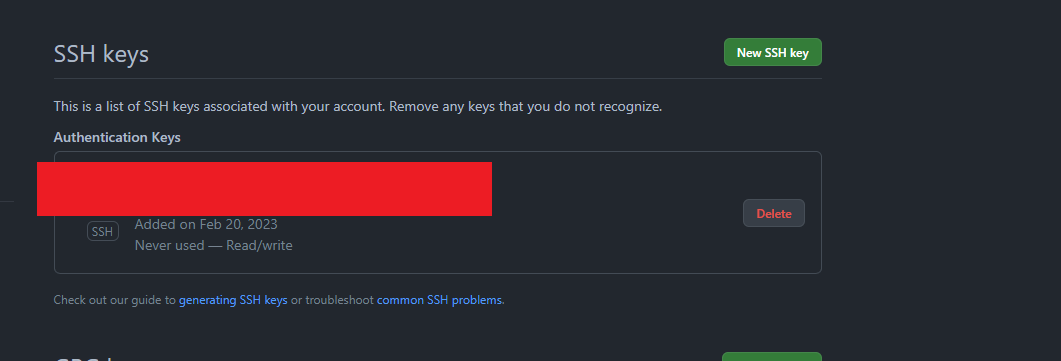 SSH keys
New SSH key
This is a list of SSH keys associated with your account. Remove any keys that you do not recognize.
Authentication Keys
Delete
SSH
Added on Feb 20, 2023
Never used — Read/write
Check out our guide to generating SSH keys or troubleshoot common SSH problems.